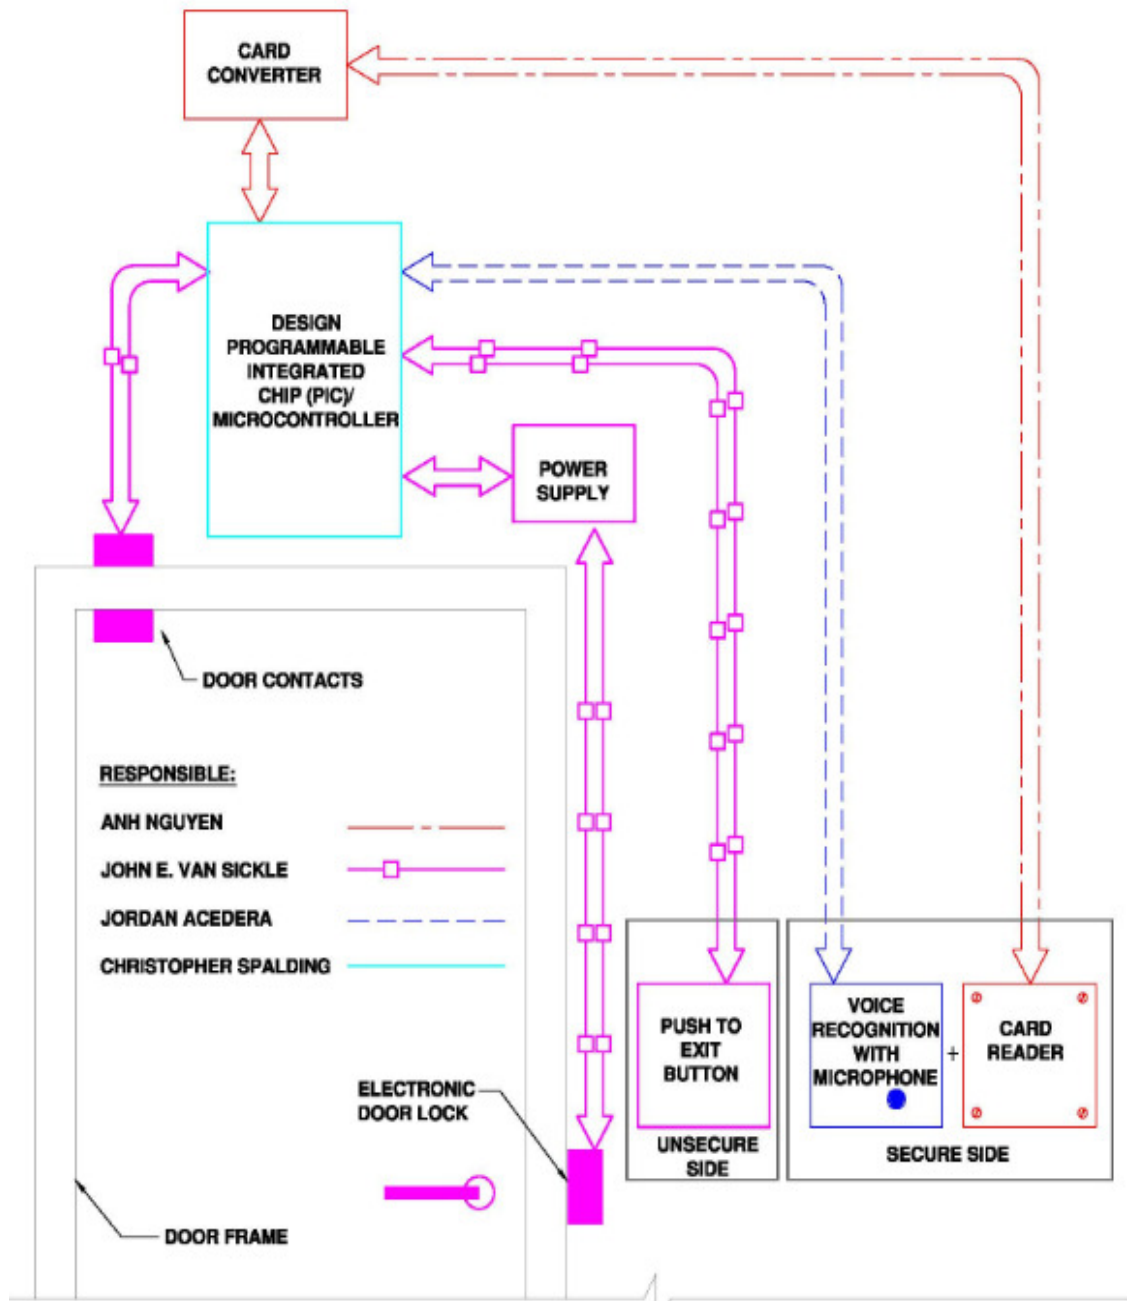 CARD
CONVERTER
DESIGN
PROGRAMMABLE
INTEGRATED
CHIP (PIC)/
MICROCONTROLLER
POWER
SUPPLY
DOOR CONTACTS
RESPONSIBLE:
ANH NGUYEN
JOHN E. VAN SICKLE
JORDAN ACEDERA
CHRISTOPHER SPALDING
ELECTRONIC
DOOR LOCK
DOOR FRAME
PUSH TO
EXIT
BUTTON
UNSECURE
SIDE
VOICE
RECOGNITION
WITH
MICROPHONE
+
CARD
READER
SECURE SIDE